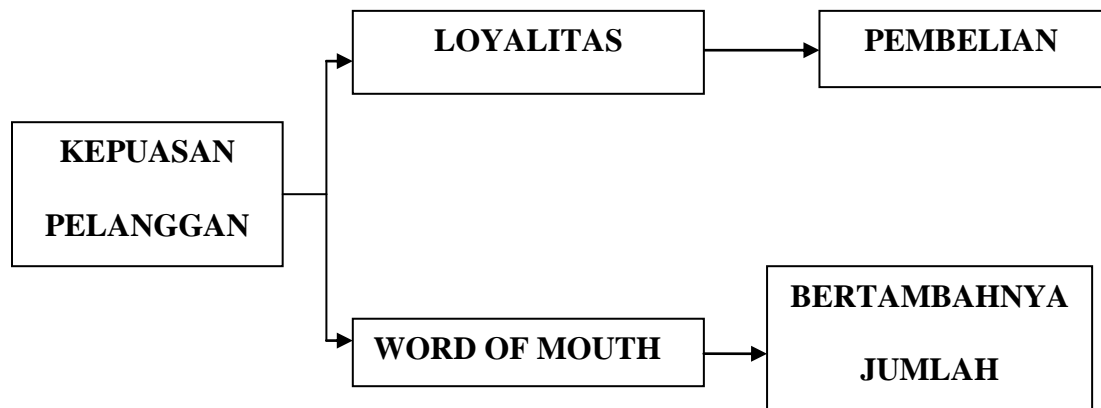 LOYALITAS
PEMBELIAN
KEPUASAN
PELANGGAN
WORD OF MOUTH
BERTAMBAHNYA
JUMLAH